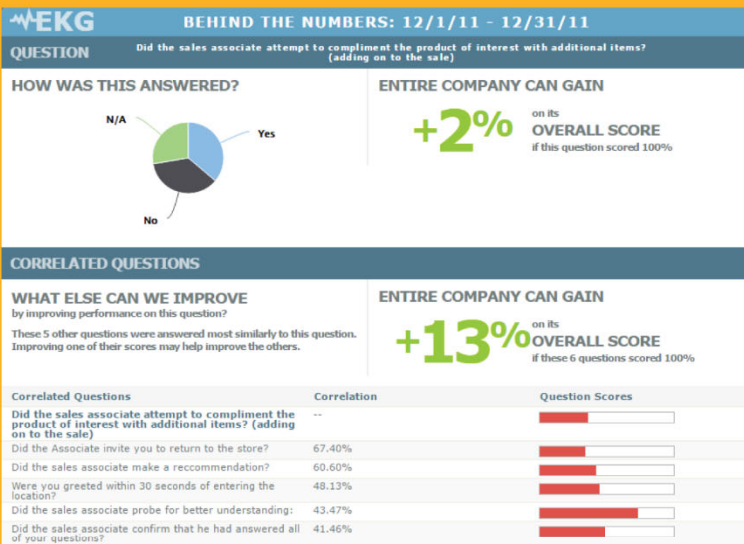 EKG
BEHIND THE NUMBERS: 12/1/11 - 12/31/11
QUESTION
Did the sales associate attempt to compliment the product of interest with additional items?
(adding on to the sale)
HOW WAS THIS ANSWERED?
N/A
Yes
No
ENTIRE COMPANY CAN GAIN
+2%
on its
OVERALL SCORE
if this question scored 100%
CORRELATED QUESTIONS
WHAT ELSE CAN WE IMPROVE
by improving performance on this question?
These 5 other questions were answered most similarly to this question.
Improving one of their scores may help improve the others.
ENTIRE COMPANY CAN GAIN
+13%
on its
OVERALL SCORE
if these 6 questions scored 100%
Correlated Questions Correlation Question Scores
Did the sales associate attempt to compliment the --
product of interest with additional items? (adding
on to the sale)
Did the Associate invite you to return to the store? 67.40%
Did the sales associate make a reccommendation? 60.60%
Were you greeted within 30 seconds of entering the 48.13%
location?
Did the sales associate probe for better understanding: 43.47%
Did the sales associate confirm that he had answered all 41.46%
of your questions?